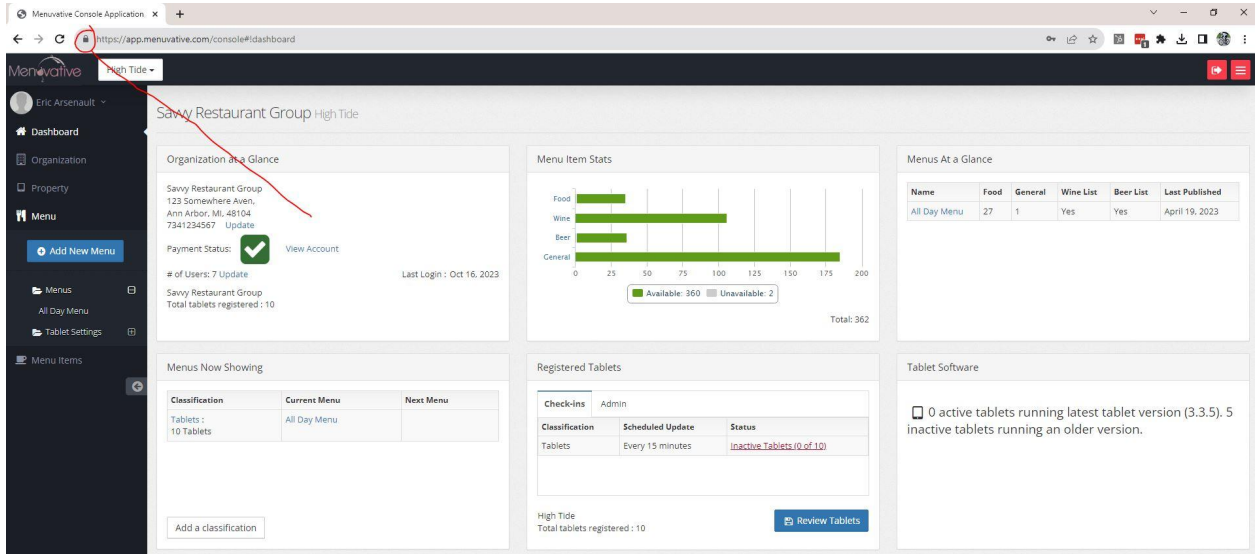 Menuvative Console Application
https://app.menuvative.com/console#!dashboard
1
Menuvative
High Tide
Eric Arsenault
Dashboard
Organization
Property
Menu
Add New Menu
Menus
All Day Menu
Tablet Settings
Menu Items
Savvy Restaurant Group High Tide
Organization at a Glance
Savvy Restaurant Group
123 Somewhere Aven,
Ann Arbor, MI, 48104
7341234567 Update
Payment Status: View Account
# of Users: 7 Update Last Login : Oct 16, 2023
Savvy Restaurant Group
Total tablets registered : 10
Menu Item Stats
Food
Wine
Beer
General
0 25 50 75 100 125 150 175 200
Available: 360 Unavailable: 2
Total: 362
Menus At a Glance
Name Food General Wine List Beer List Last Published
All Day Menu 27 1 Yes Yes April 19, 2023
Menus Now Showing
Classification Current Menu Next Menu
Tablets : All Day Menu
10 Tablets
Add a classification
Registered Tablets
Check-ins Admin
Classification Scheduled Update Status
Tablets Every 15 minutes Inactive Tablets (0 of 10)
High Tide
Total tablets registered : 10
Review Tablets
Tablet Software
0 active tablets running latest tablet version (3.3.5). 5
inactive tablets running an older version.